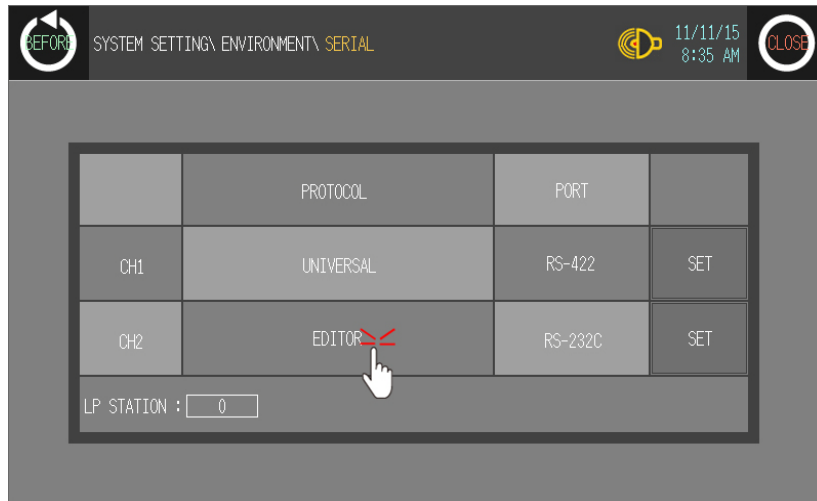 BEFORE
SYSTEM SETTING\ ENVIRONMENT\ SERIAL
11/11/15
8:35 AM
CLOSE
PROTOCOL PORT
CH1 UNIVERSAL RS-422 SET
CH2 EDITOR RS-232C SET
LP STATION : 0